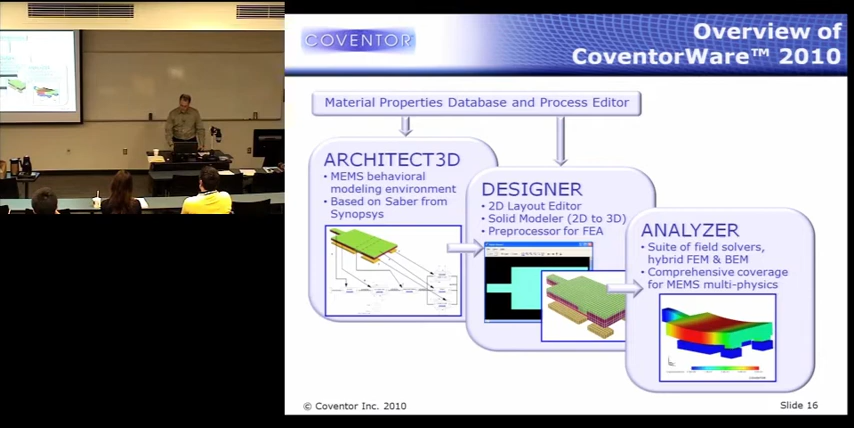 COVENTOR
Overview of
CoventorWare™ 2010
Material Properties Database and Process Editor
ARCHITECT3D
• MEMS behavioral
modeling environment
• Based on Saber from
Synopsys
DESIGNER
• 2D Layout Editor
• Solid Modeler (2D to 3D)
• Preprocessor for FEA
ANALYZER
• Suite of field solvers,
hybrid FEM & BEM
• Comprehensive coverage
for MEMS multi-physics
© Coventor Inc. 2010
Slide 16